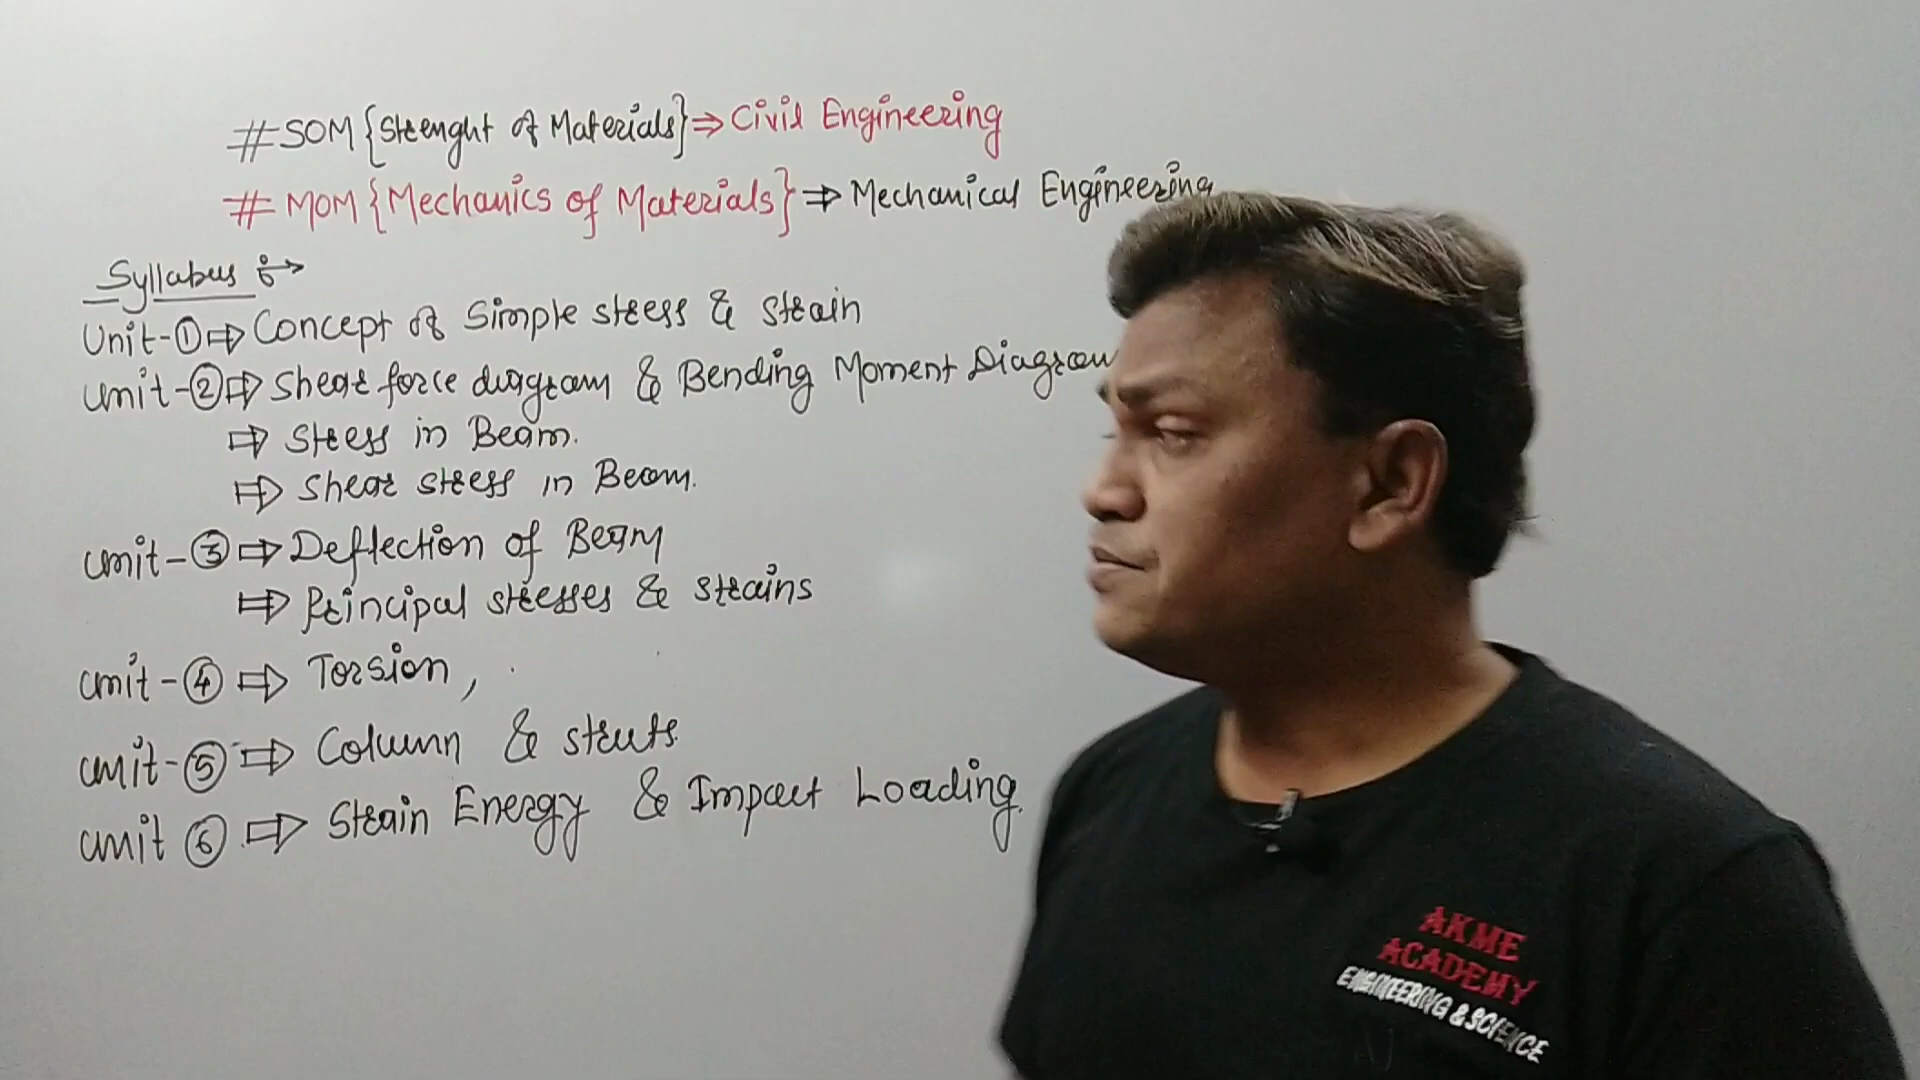 #SOM{Strenght of Materials}⇒Civil Engineering
#MOM{Mechanics of Materials}⇒Mechanical Engineering
Syllabus :→
Unit-①⇒Concept of Simple stress & strain
unit-②⇒Shear force diagram & Bending Moment Diagram
⇒ Stress in Beam.
⇒ Shear stress in Beam.
unit-③⇒Deflection of Beam
⇒ Principal stresses & strains
unit-④⇒ Torsion,
unit-⑤⇒ Column & struts
unit ⑥⇒ Strain Energy & Impact Loading.
AKME
ACADEMY
ENGINEERING & SCIENCE